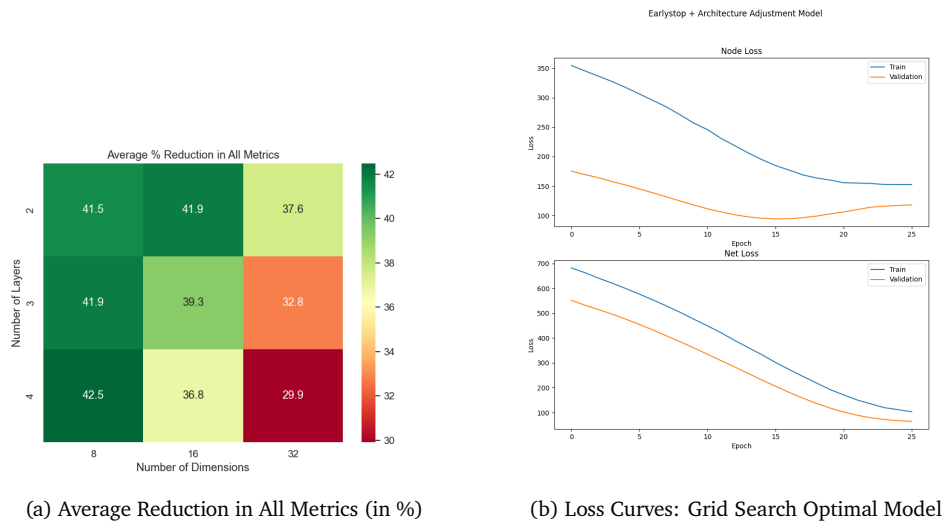 Average % Reduction in All Metrics
42
40
38
36
34
32
30
Number of Layers
2
3
4
41.5 41.9 37.6
41.9 39.3 32.8
42.5 36.8 29.9
8 16 32
Number of Dimensions
(a) Average Reduction in All Metrics (in %)
Earlystop + Architecture Adjustment Model
Node Loss
Train
Validation
Loss
350
300
250
200
150
100
0 5 10 15 20 25
Epoch
Net Loss
Train
Validation
Loss
700
600
500
400
300
200
100
0 5 10 15 20 25
Epoch
(b) Loss Curves: Grid Search Optimal Model